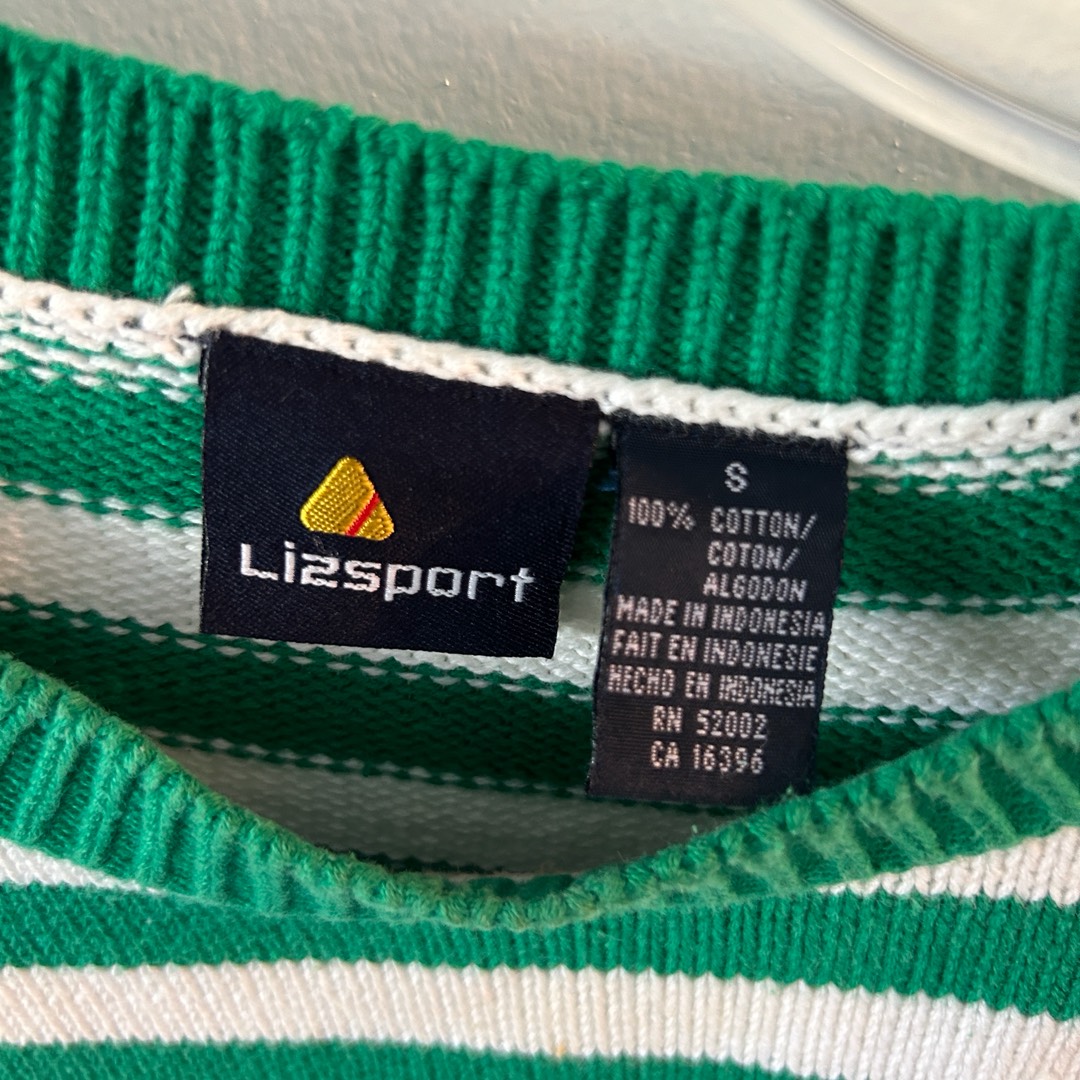 Lizsport
S
100% COTTON/
COTON/
ALGODON
MADE IN INDONESIA
FAIT EN INDONESIE
HECHO EN INDONESIA
RN 52002
CA 16396